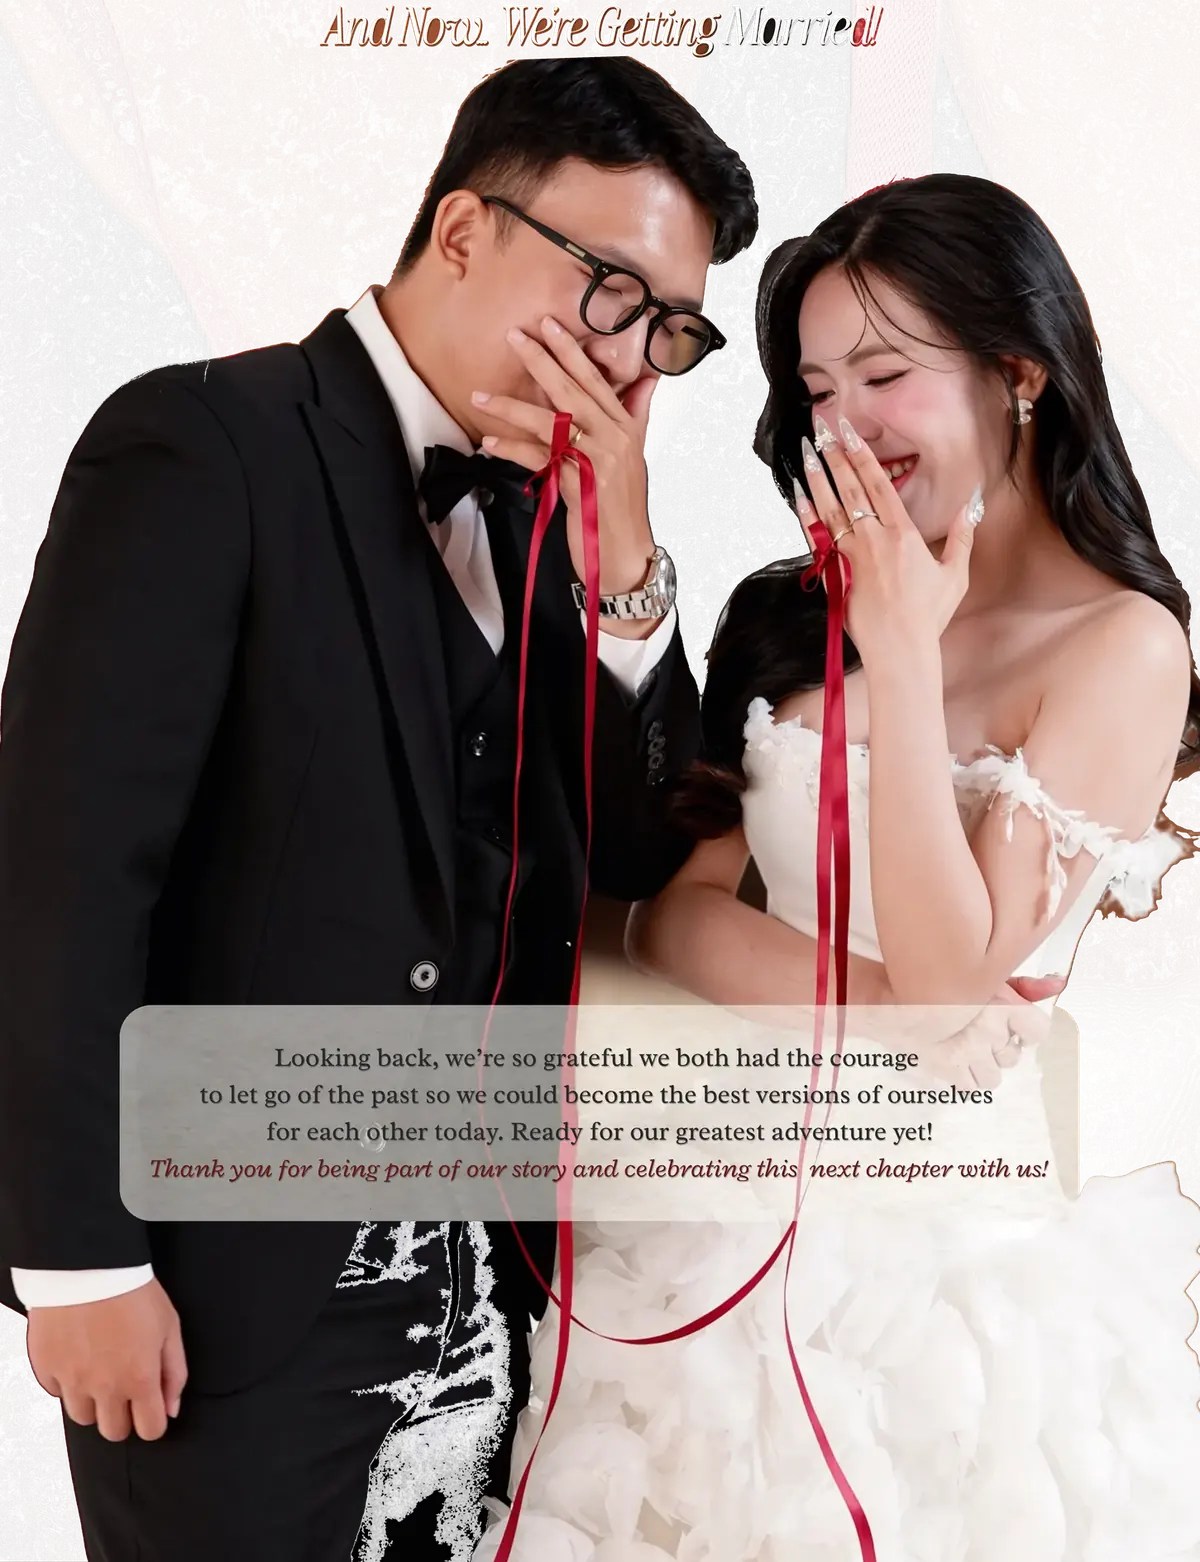 And Now... We're Getting Married!
Looking back, we’re so grateful we both had the courage
to let go of the past so we could become the best versions of ourselves
for each other today. Ready for our greatest adventure yet!
Thank you for being part of our story and celebrating this next chapter with us!